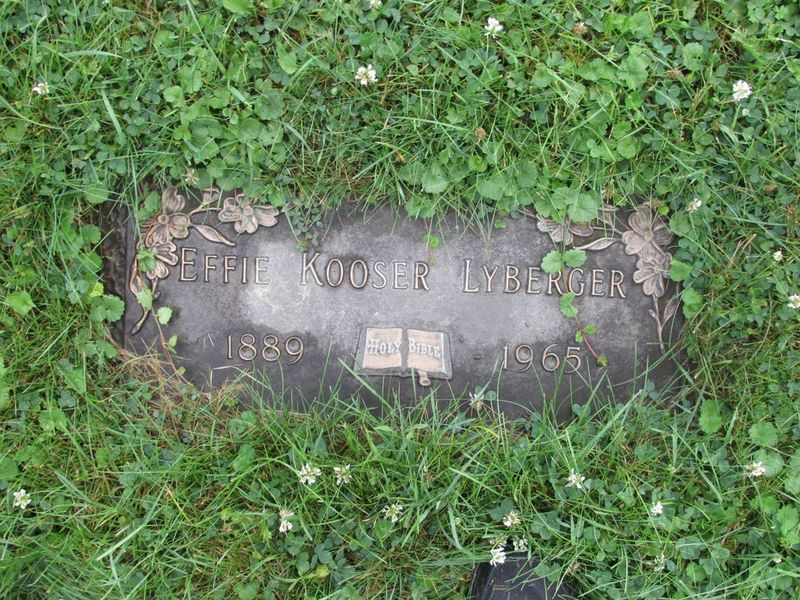 EFFIE KOOSER LYBERGER
1889 HOLY BIBLE 1965